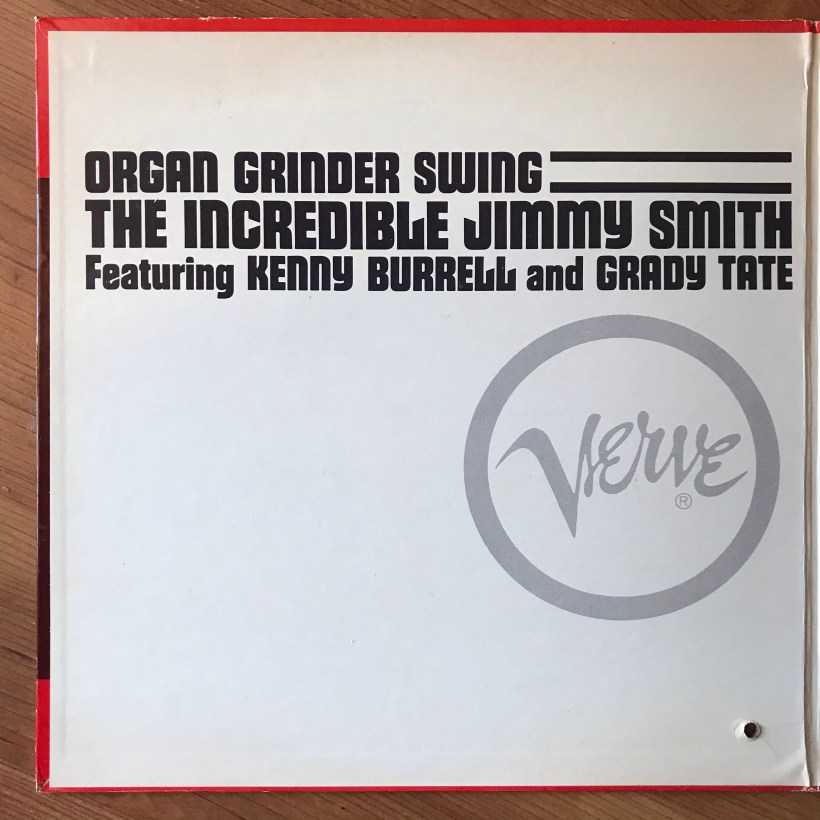 ORGAN GRINDER SWING
THE INCREDIBLE JIMMY SMITH
Featuring KENNY BURRELL and GRADY TATE
VERVE
®